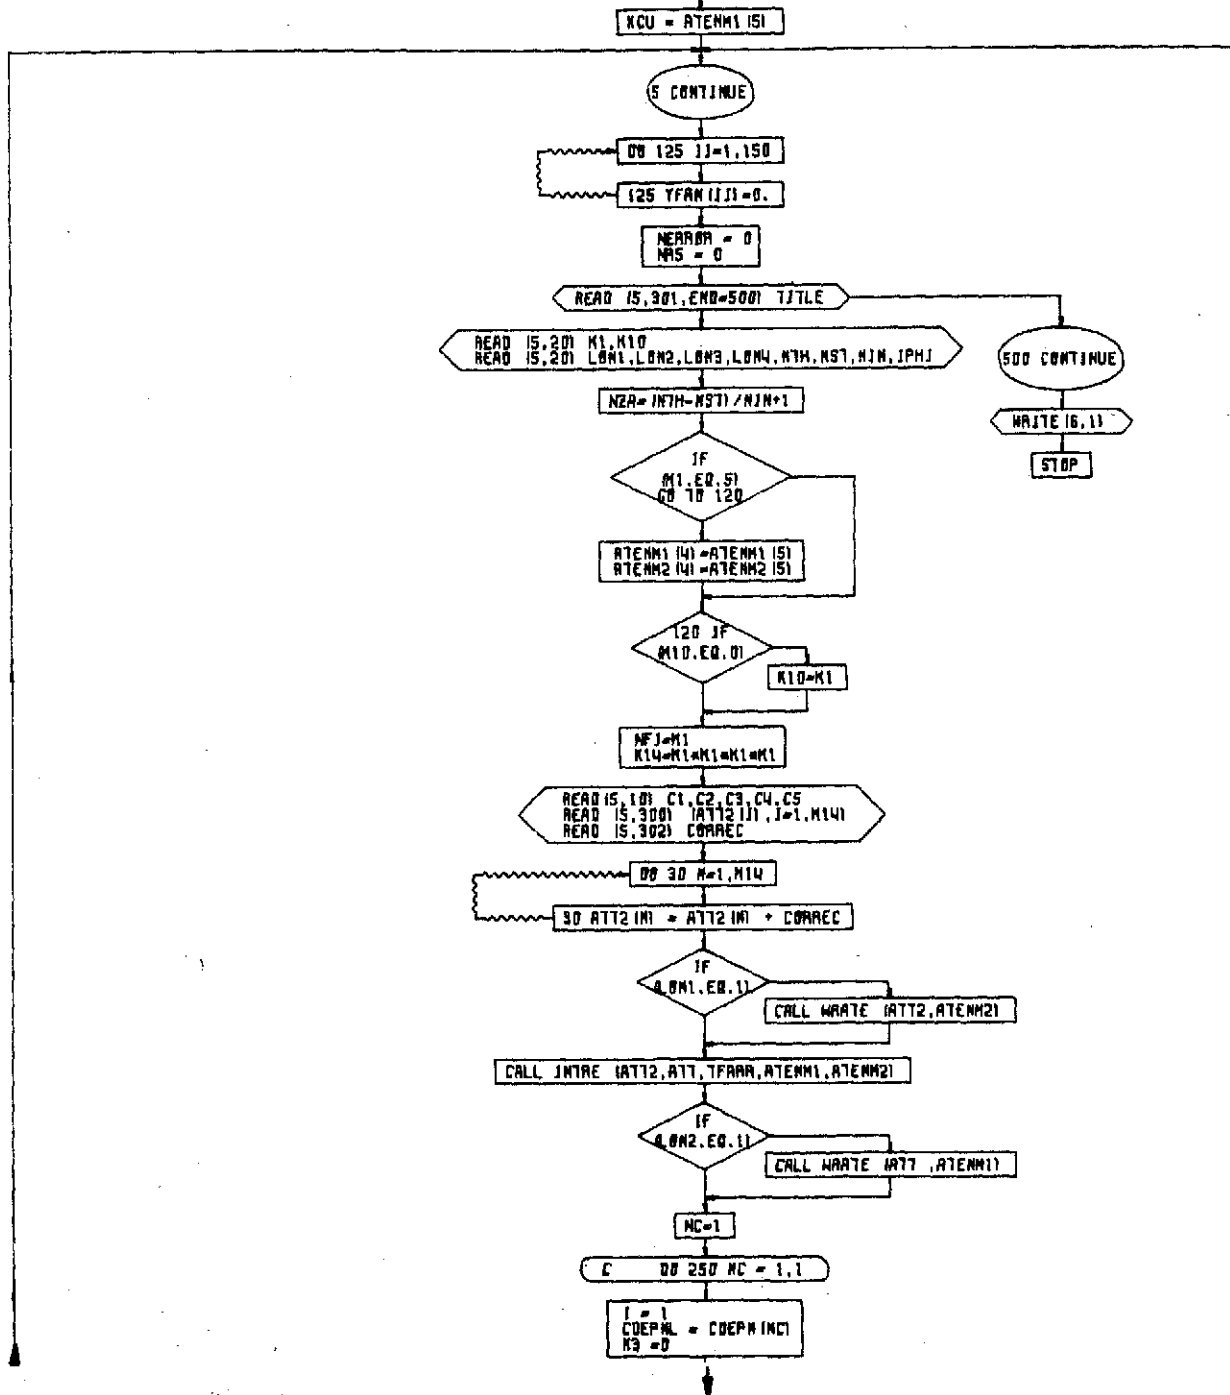 XCU = ATENM1(5)
5 CONTINUE
DO 125 II=1,150
125 YFAN(II)=0.
NERROR = 0
NRS = 0
READ (5,301,END=500) TITLE
READ (5,20) K1,K10
READ (5,20) LON1,LON2,LON3,LON4,NTH,NST,NIN,IPHI
500 CONTINUE
NZA=(NTH-NST)/NIN+1
WRITE(6,1)
STOP
IF
(K1.EQ.5)
GO TO 120
ATENM1(4)=ATENM1(5)
ATENM2(4)=ATENM2(5)
120 IF
(K10.EQ.0)
K10=K1
NFI=K1
K14=K1*K1*K1*K1
READ(5,10) C1,C2,C3,C4,C5
READ (5,300) (ATT2(I),I=1,K14)
READ (5,302) CORREC
DO 30 N=1,K14
30 ATT2(N) = ATT2(N) + CORREC
IF
(LON1.EQ.1)
CALL WRATE (ATT2,ATENM2)
CALL INTRE (ATT2,ATT,TFARR,ATENM1,ATENM2)
IF
(LON2.EQ.1)
CALL WRATE (ATT ,ATENM1)
NC=1
C DO 250 NC = 1,1
I = 1
COEPNL = COEPN(NC)
K3 =0